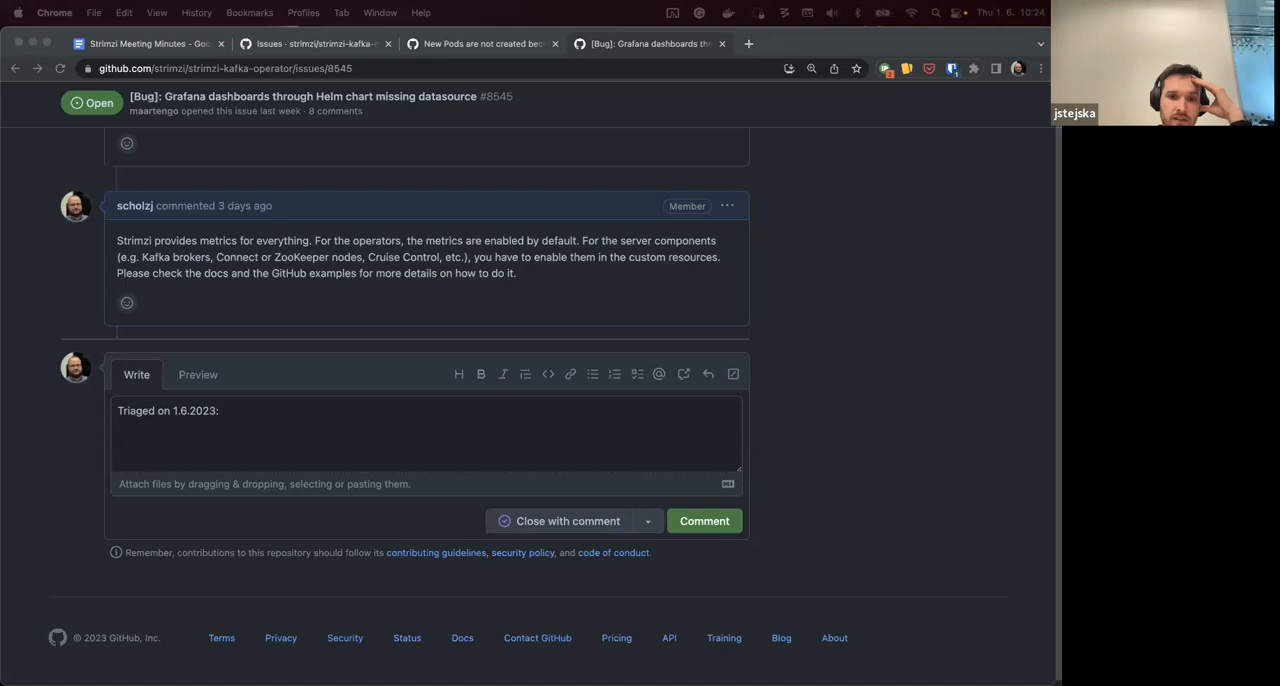 Chrome File Edit View History Bookmarks Profiles Tab Window Help
Thu 1. 6. 10:24
Strimzi Meeting Minutes - Goo
Issues · strimzi/strimzi-kafka-
New Pods are not created bec
[Bug]: Grafana dashboards thr
github.com/strimzi/strimzi-kafka-operator/issues/8545
2
1
Open
[Bug]: Grafana dashboards through Helm chart missing datasource #8545
maartengo opened this issue last week · 8 comments
jstejska
scholzj commented 3 days ago
Member
Strimzi provides metrics for everything. For the operators, the metrics are enabled by default. For the server components
(e.g. Kafka brokers, Connect or ZooKeeper nodes, Cruise Control, etc.), you have to enable them in the custom resources.
Please check the docs and the GitHub examples for more details on how to do it.
Write
Preview
Triaged on 1.6.2023:
Attach files by dragging & dropping, selecting or pasting them.
Close with comment
Comment
Remember, contributions to this repository should follow its contributing guidelines, security policy, and code of conduct.
© 2023 GitHub, Inc.
Terms
Privacy
Security
Status
Docs
Contact GitHub
Pricing
API
Training
Blog
About